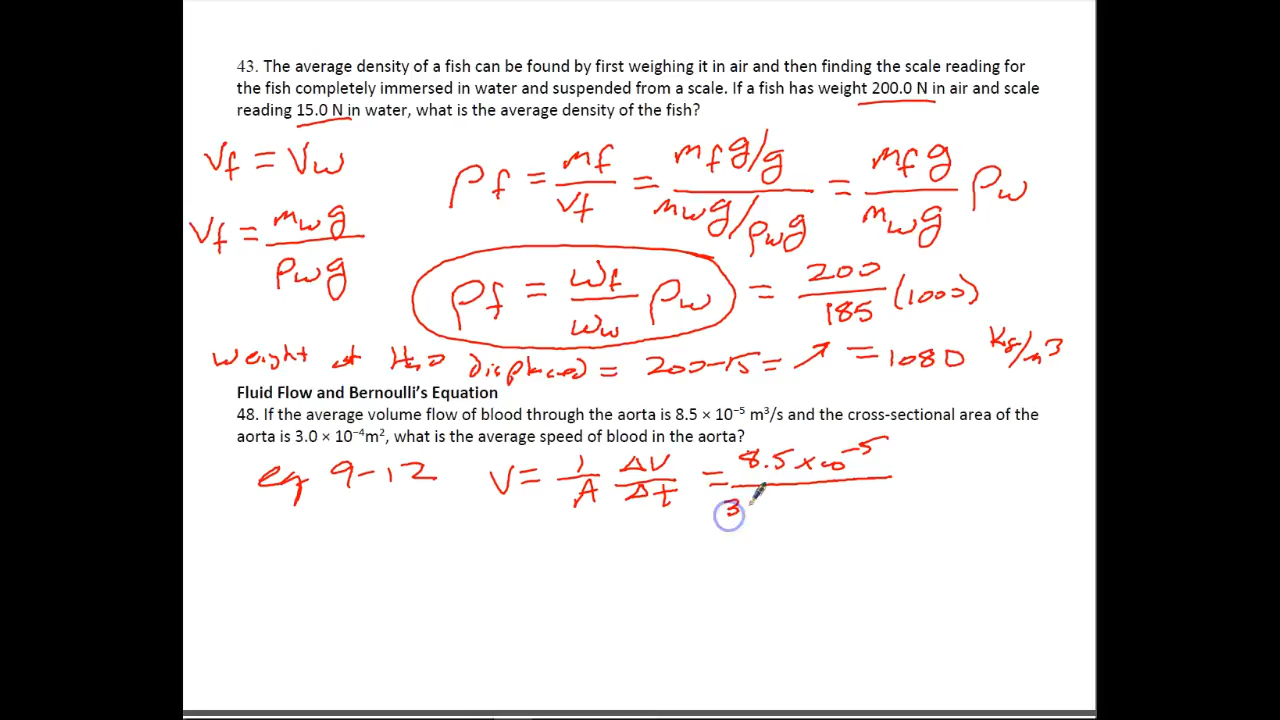 43. The average density of a fish can be found by first weighing it in air and then finding the scale reading for
the fish completely immersed in water and suspended from a scale. If a fish has weight 200.0 N in air and scale
reading 15.0 N in water, what is the average density of the fish?
Vf = Vw
ρf = mf/Vf = (mf g/g)/(mw g/ρw g) = (mf g/mw g) ρw
Vf = mw g/ρw g
ρf = (wf/ww) ρw = 200/185 (1000)
Weight of H2O displaced = 200-15 = ↗ = 1080 kg/m³
Fluid Flow and Bernoulli's Equation
48. If the average volume flow of blood through the aorta is 8.5 × 10⁻⁵ m³/s and the cross-sectional area of the
aorta is 3.0 × 10⁻⁴m², what is the average speed of blood in the aorta?
eq 9-12 V = 1/A ΔV/Δt = 8.5 x 10⁻⁵/3